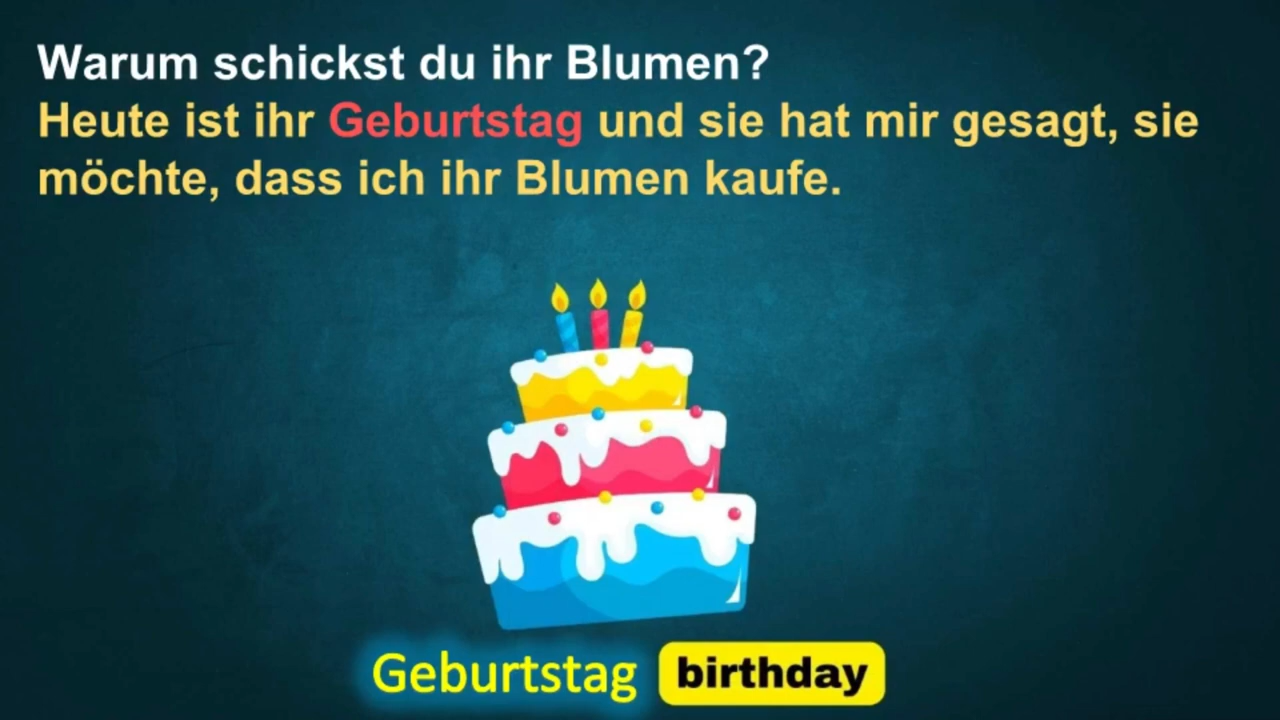 Warum schickst du ihr Blumen?
Heute ist ihr Geburtstag und sie hat mir gesagt, sie
möchte, dass ich ihr Blumen kaufe.
Geburtstag birthday